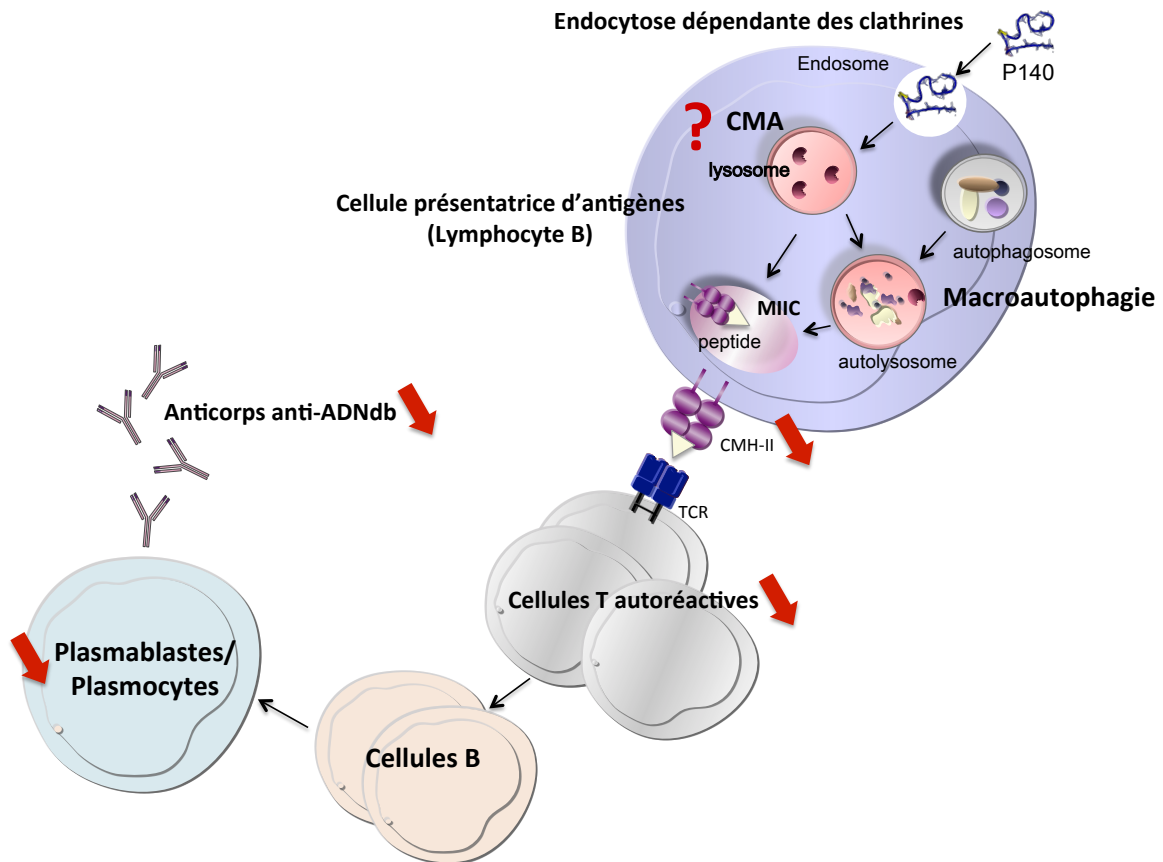 Endocytose dépendante des clathrines
P140
Endosome
?
CMA
lysosome
Cellule présentatrice d’antigènes
(Lymphocyte B)
autophagosome
Macroautophagie
MIIC
peptide
autolysosome
Anticorps anti-ADNdb
CMH-II
TCR
Cellules T autoréactives
Plasmablastes/
Plasmocytes
Cellules B